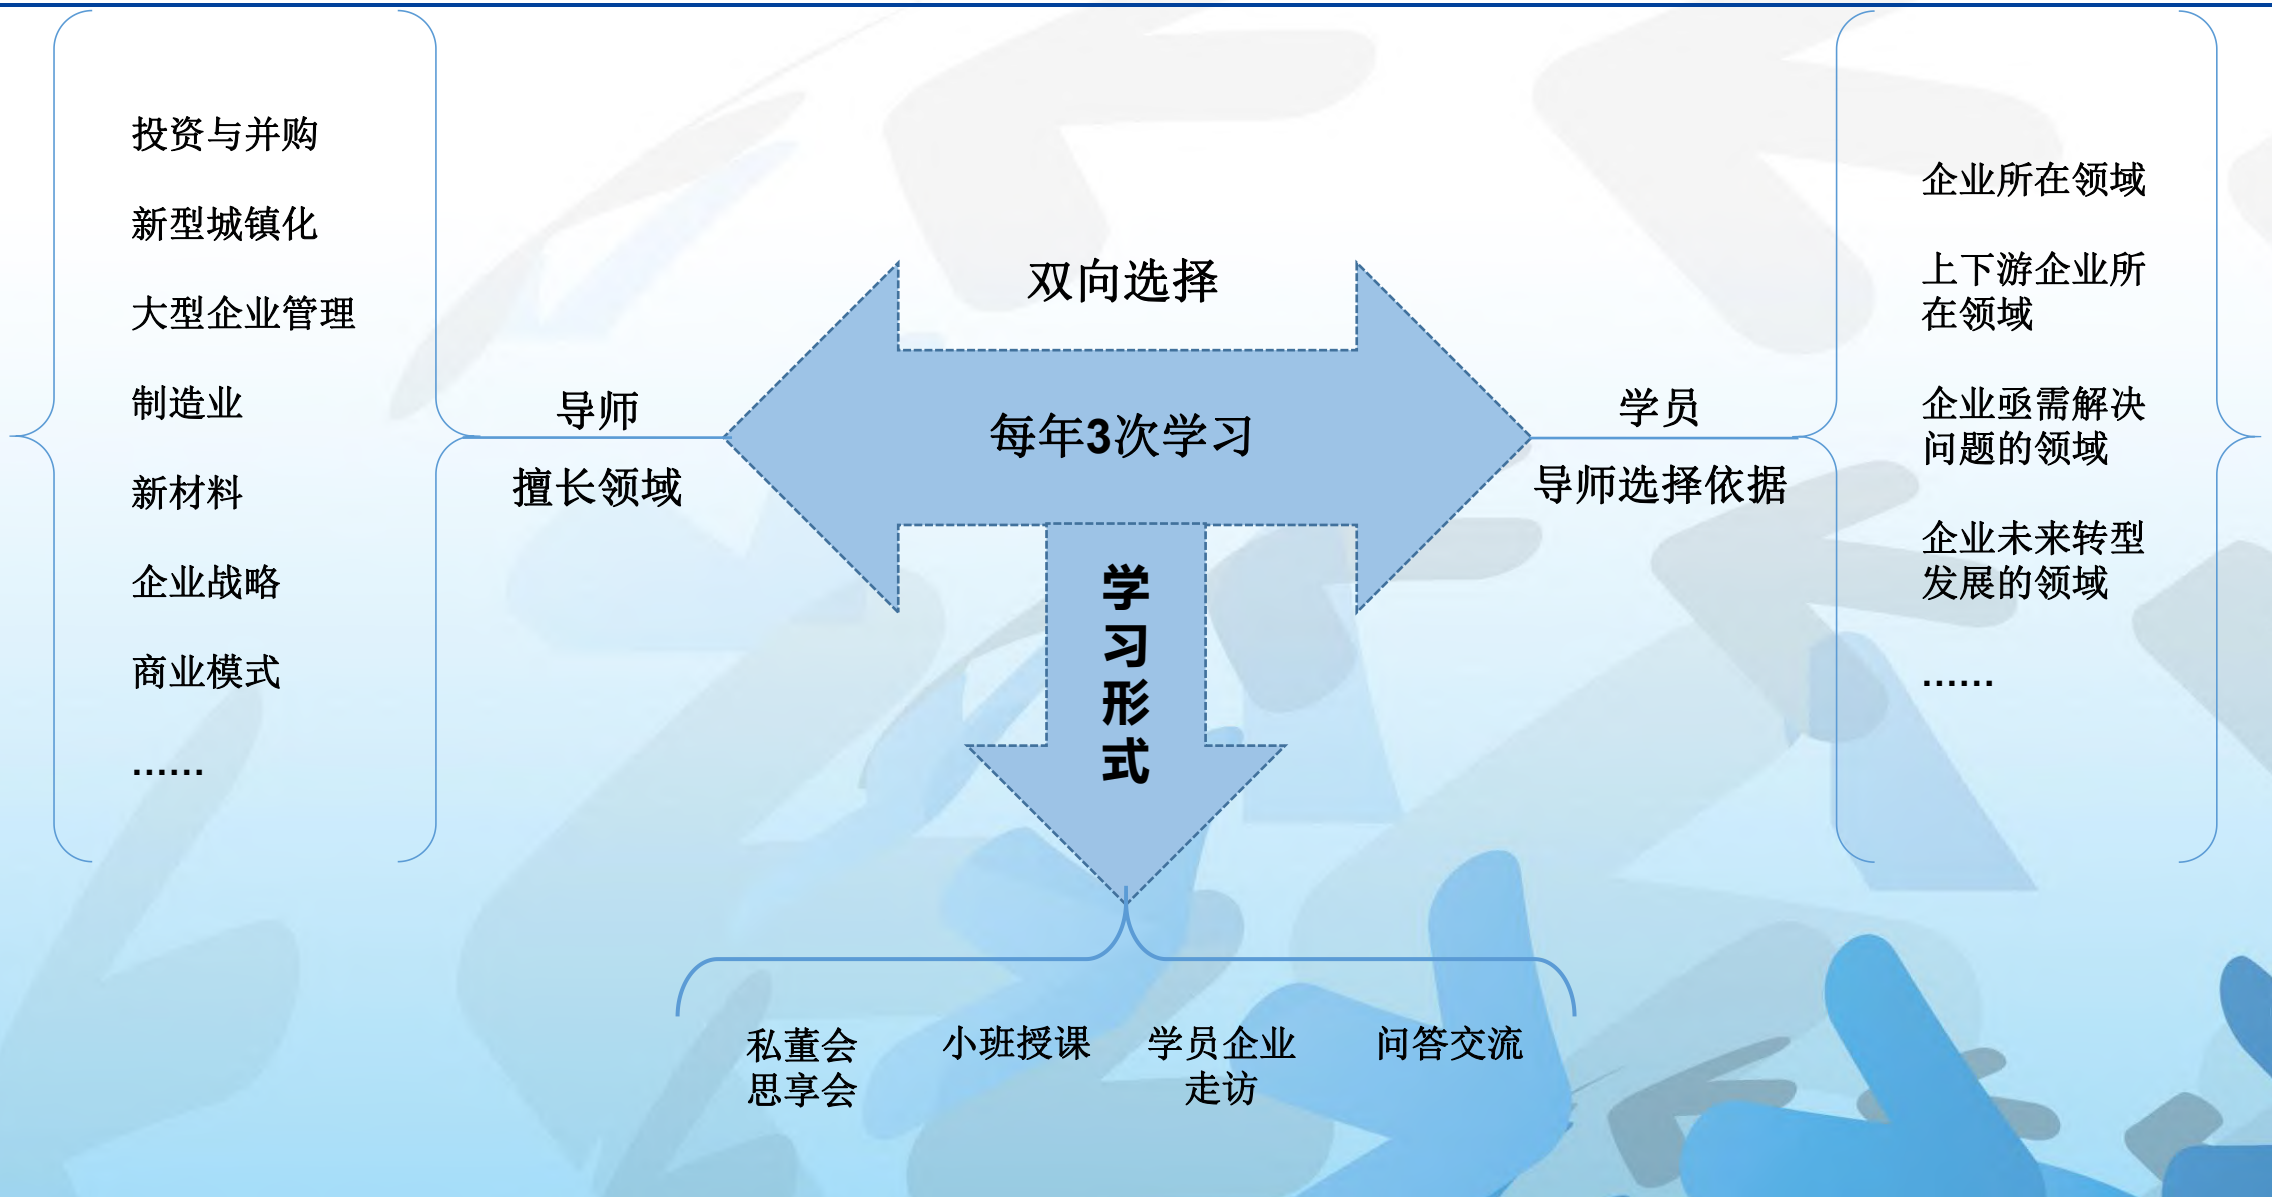 投资与并购
新型城镇化
大型企业管理
制造业
新材料
企业战略
商业模式
......
导师
擅长领域
双向选择
每年3次学习
学
习
形
式
学员
导师选择依据
企业所在领域
上下游企业所
在领域
企业亟需解决
问题的领域
企业未来转型
发展的领域
......
私董会
思享会
小班授课
学员企业
走访
问答交流